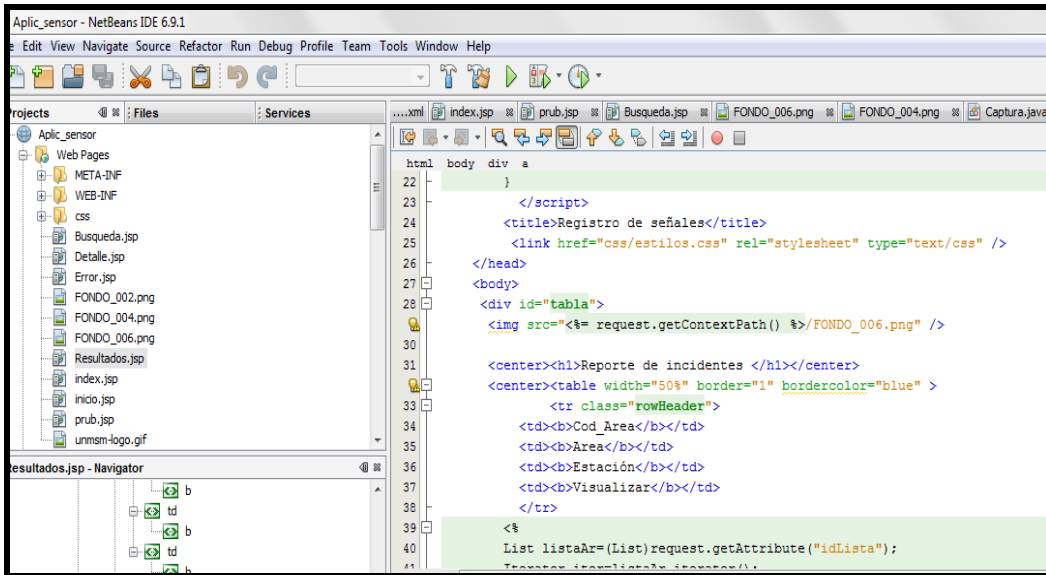 Aplic_sensor - NetBeans IDE 6.9.1
Edit View Navigate Source Refactor Run Debug Profile Team Tools Window Help
rojects Files Services
Aplic_sensor
Web Pages
META-INF
WEB-INF
css
Busqueda.jsp
Detalle.jsp
Error.jsp
FONDO_002.png
FONDO_004.png
FONDO_006.png
Resultados.jsp
index.jsp
inicio.jsp
prub.jsp
unmsm-logo.gif
esultados.jsp - Navigator
b
td
b
td
b
....xml index.jsp prub.jsp Busqueda.jsp FONDO_006.png FONDO_004.png Captura.java
html body div a
22 }
23 </script>
24 <title>Registro de señales</title>
25 <link href="css/estilos.css" rel="stylesheet" type="text/css" />
26 </head>
27 <body>
28 <div id="tabla">
<img src="<%= request.getContextPath() %>/FONDO_006.png" />
30
31 <center><h1>Reporte de incidentes </h1></center>
<center><table width="50%" border="1" bordercolor="blue" >
33 <tr class="rowHeader">
34 <td><b>Cod_Area</b></td>
35 <td><b>Area</b></td>
36 <td><b>Estación</b></td>
37 <td><b>Visualizar</b></td>
38 </tr>
39 <%
40 List listaAr=(List)request.getAttribute("idLista");
41 Iterator iter=listaAr.iterator();